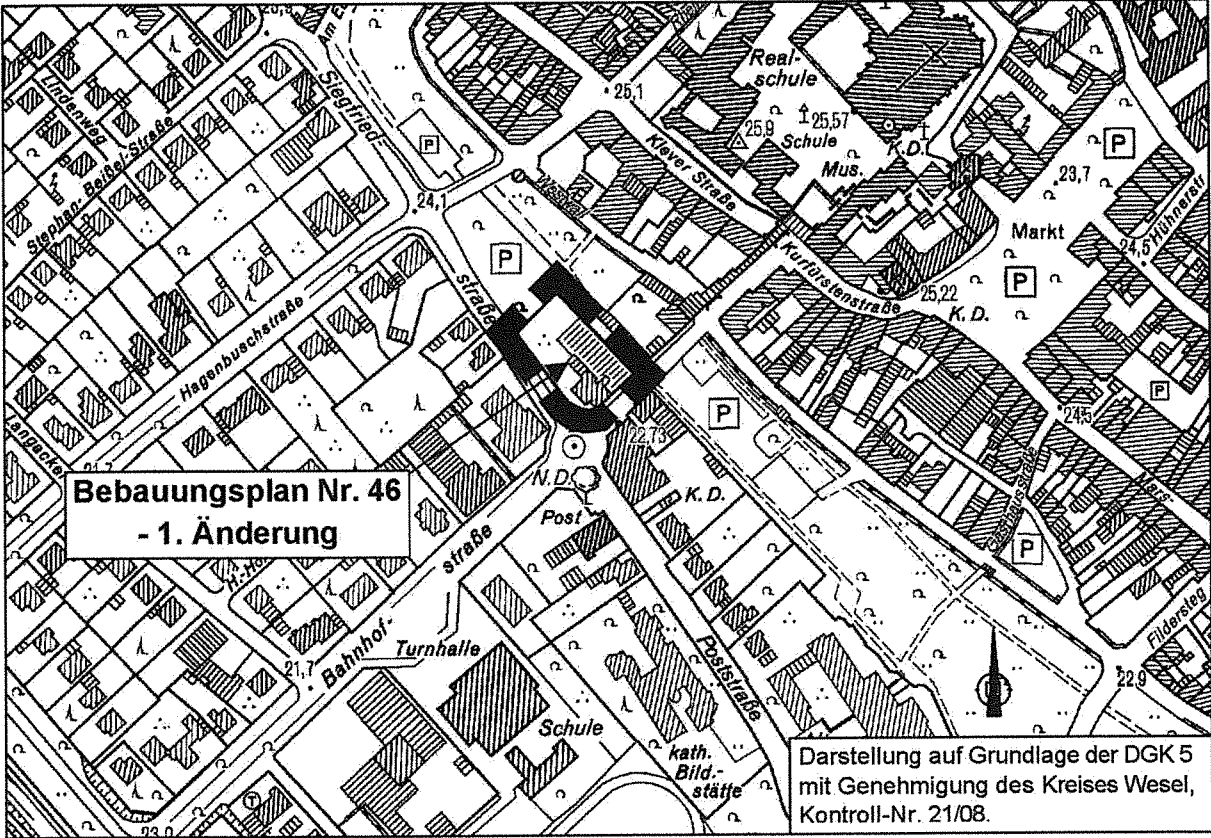 Am E
Siegfried-
straße
Lindenweg
Stephan-Beißel-Straße
P
25,1
Real-
schule
25,9
25,57
Schule
Mus.
K.D.
P
23,7
Markt
24,5
Hühnerstr
Klever Straße
24,1
P
Kurfürstenstraße
25,22
K.D.
P
Hagenbuschstraße
P
P
24,5
Mars-
22,73
N.D.
K.D.
Post
Bebauungsplan Nr. 46
- 1. Änderung
straße
Bahnhof-
21,7
Turnhalle
Poststraße
Schule
kath.
Bild.-
stätte
P
Fildersteg
22,9
N
T
23,0
Darstellung auf Grundlage der DGK 5
mit Genehmigung des Kreises Wesel,
Kontroll-Nr. 21/08.